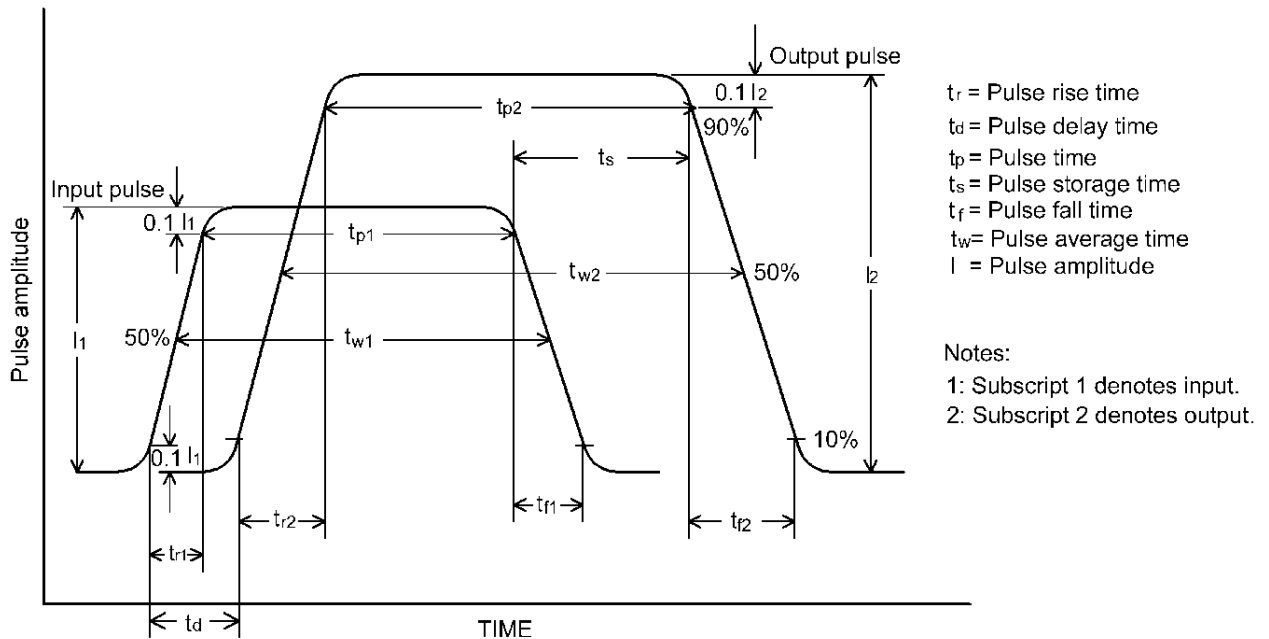 Output pulse
0.1 I2
tp2
90%
ts
Input pulse
0.1 I1
tp1
tw2
50%
I2
I1
50%
tw1
Pulse amplitude
10%
0.1 I1
tf1
tr2
tf2
tr1
td
TIME
tr = Pulse rise time
td = Pulse delay time
tp = Pulse time
ts = Pulse storage time
tf = Pulse fall time
tw= Pulse average time
I = Pulse amplitude
Notes:
1: Subscript 1 denotes input.
2: Subscript 2 denotes output.